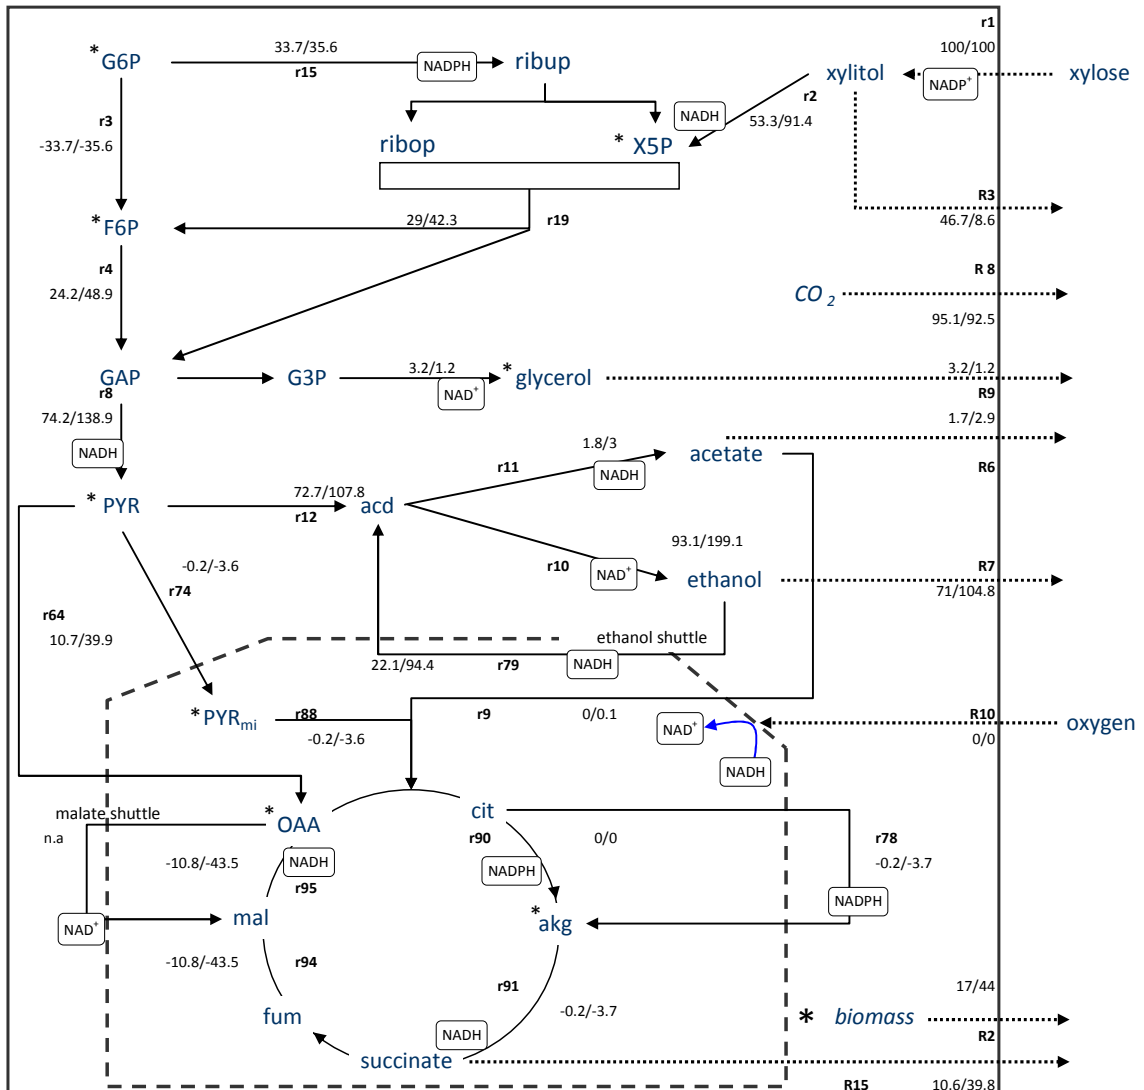 r1
33.7/35.6
100/100
* G6P
NADPH
ribup
xylitol
NADP+
xylose
r15
r2
r3
NADH
53.3/91.4
-33.7/-35.6
ribop
* X5P
R3
46.7/8.6
* F6P
29/42.3
r19
r4
R 8
24.2/48.9
CO 2
95.1/92.5
GAP
G3P
3.2/1.2
* glycerol
3.2/1.2
r8
NAD+
R9
74.2/138.9
1.7/2.9
NADH
1.8/3
acetate
r11
NADH
R6
* PYR
72.7/107.8
acd
r12
93.1/199.1
-0.2/-3.6
r10
NAD+
ethanol
R7
r74
71/104.8
r64
10.7/39.9
ethanol shuttle
22.1/94.4
r79
NADH
* PYRmi
r88
r9
0/0.1
R10
oxygen
-0.2/-3.6
NAD+
0/0
NADH
malate shuttle
* OAA
cit
n.a
r90
0/0
r78
-10.8/-43.5
NADH
NADPH
-0.2/-3.7
r95
NADPH
NAD+
mal
* akg
-10.8/-43.5
r94
r91
17/44
fum
-0.2/-3.7
* biomass
NADH
R2
succinate
R15
10.6/39.8